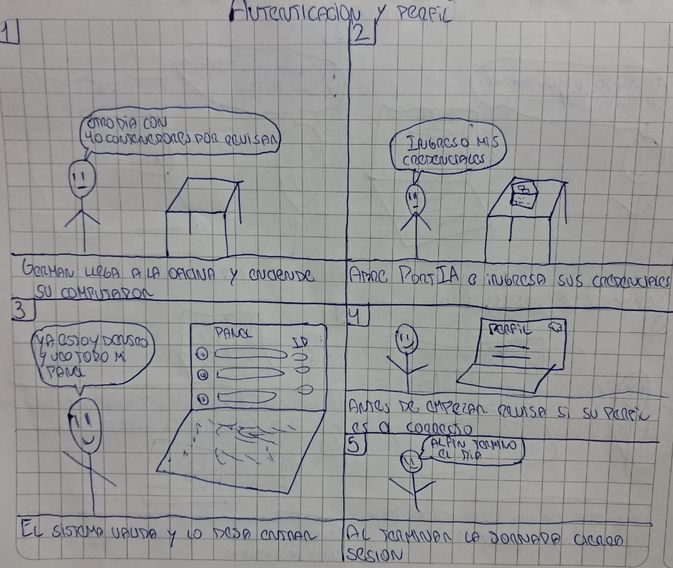 AUTENTICACION Y PERFIL
1
OTRO DIA CON
40 CONTENEDORES POR REVISAR
GERMAN LLEGA A LA OFICINA Y ENCIENDE
SU COMPUTADOR
2
INGRESO MIS
CREDENCIALES
ABRE PORTIA E INGRESA SUS CREDENCIALES
3
YA ESTOY DENTRO
Y VEO TODO MI
PANEL
PANEL
ID
EL SISTEMA VALIDA Y LO DEJA ENTRAR
4
PERFIL
ANTES DE EMPEZAR REVISA SI SU PERFIL
ES EL CORRECTO
5
AL FIN TERMINO
EL DIA
AL TERMINAR LA JORNADA CIERRO
SESION